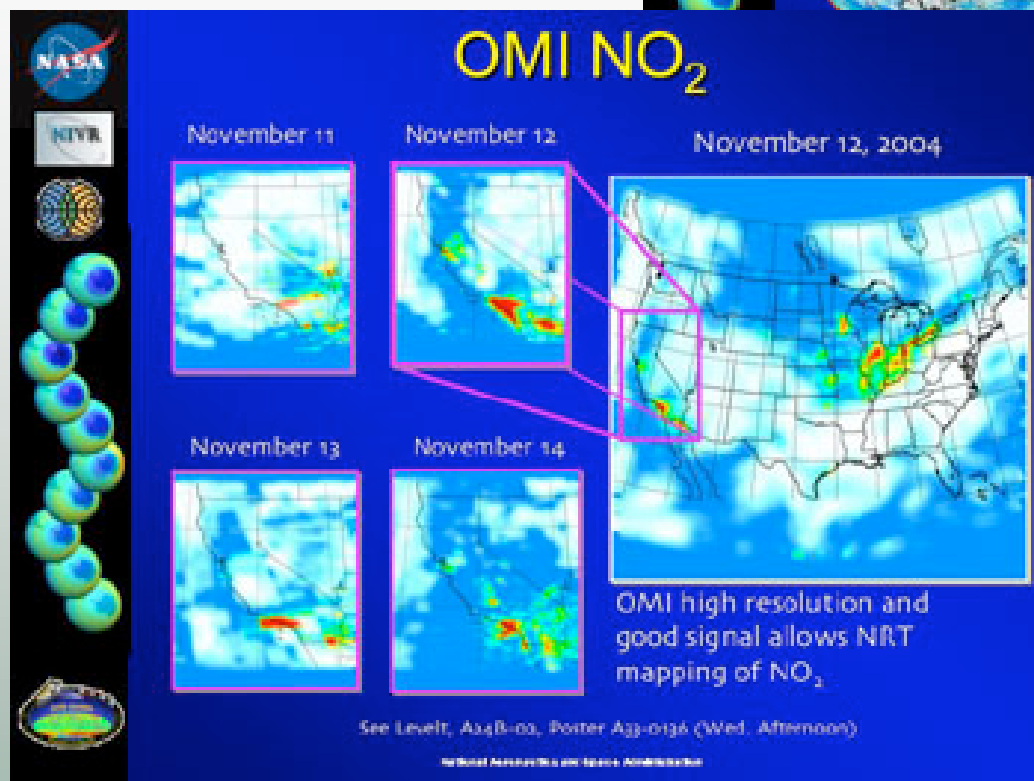 NASA
NIVR
OMI NO₂
November 11
November 12
November 12, 2004
November 13
November 14
OMI high resolution and
good signal allows NRT
mapping of NO₂
See Levelt, A24B-02, Poster A33-0136 (Wed. Afternoon)
National Aeronautics and Space Administration